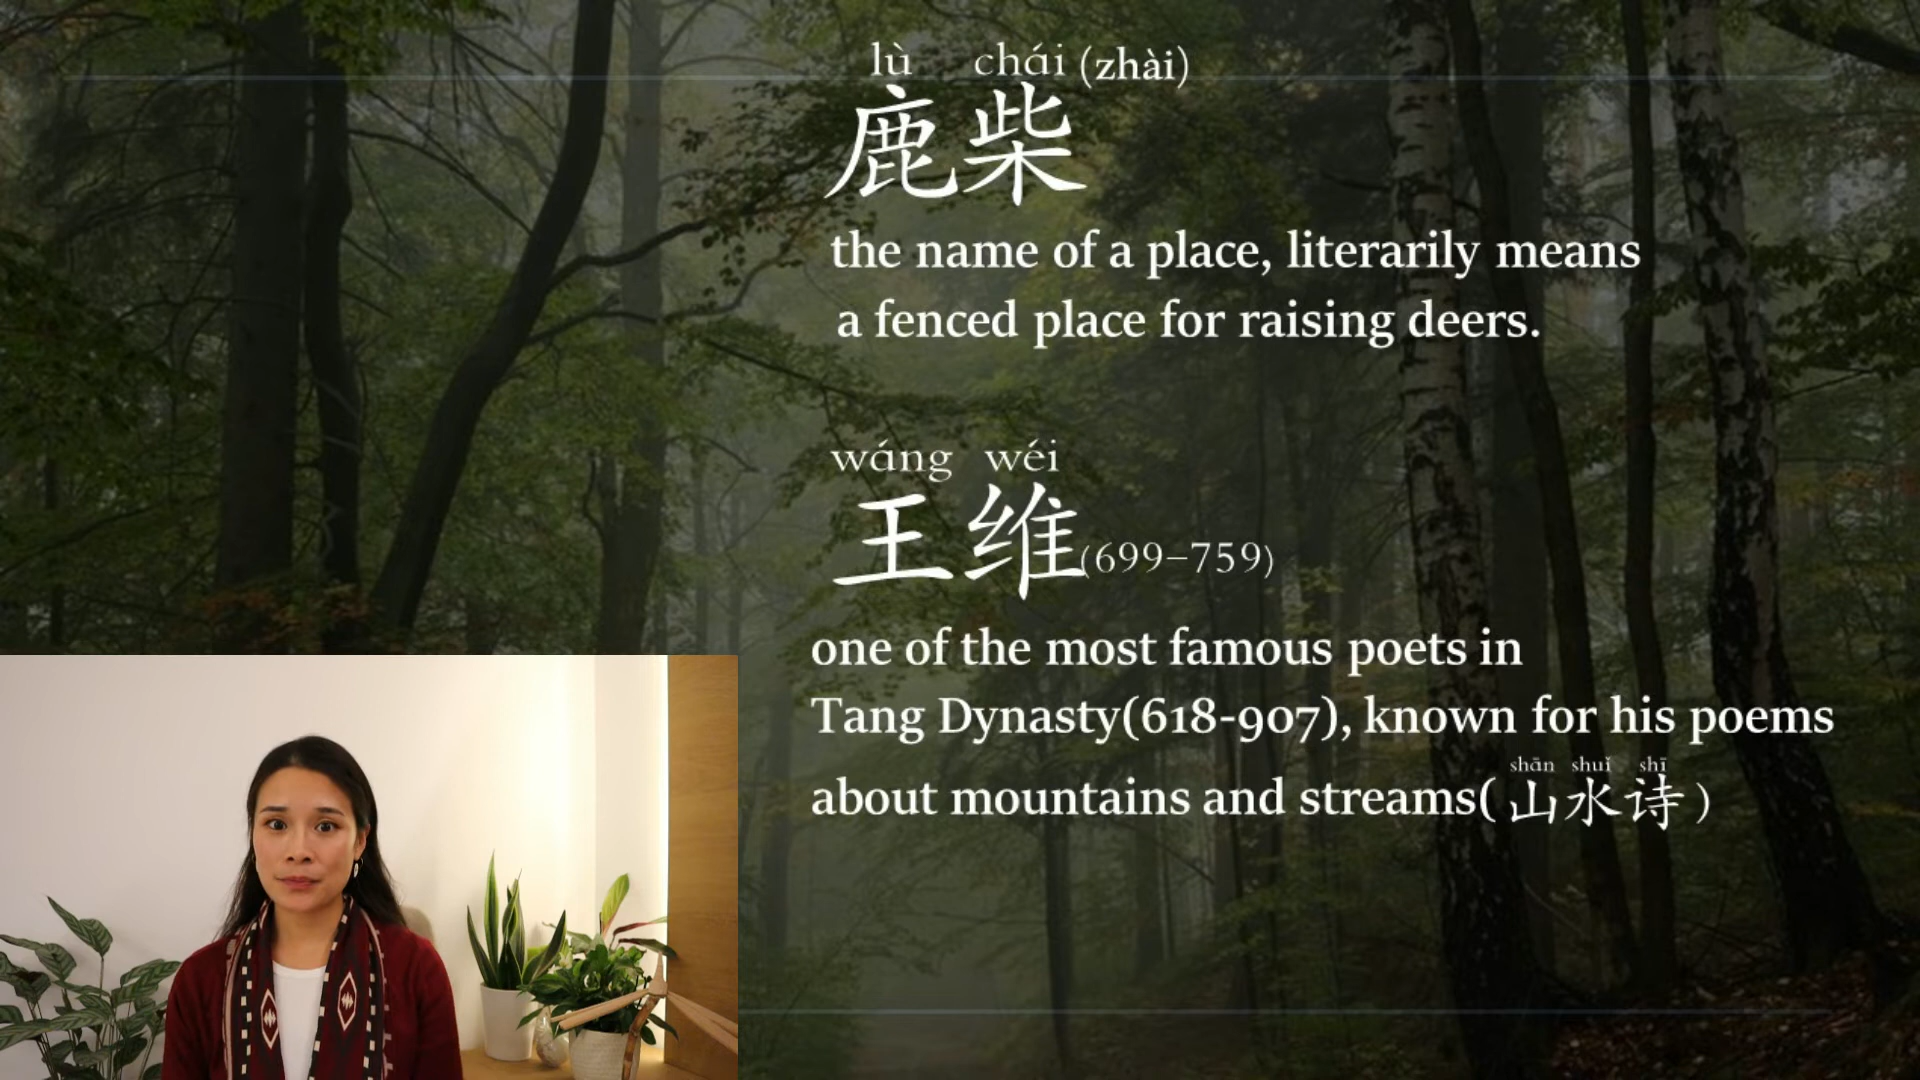 lù chái (zhài)
鹿柴
the name of a place, literarily means
a fenced place for raising deers.
wáng wéi
王维(699–759)
one of the most famous poets in
Tang Dynasty(618-907), known for his poems
shān shuǐ shī
about mountains and streams(山水诗)